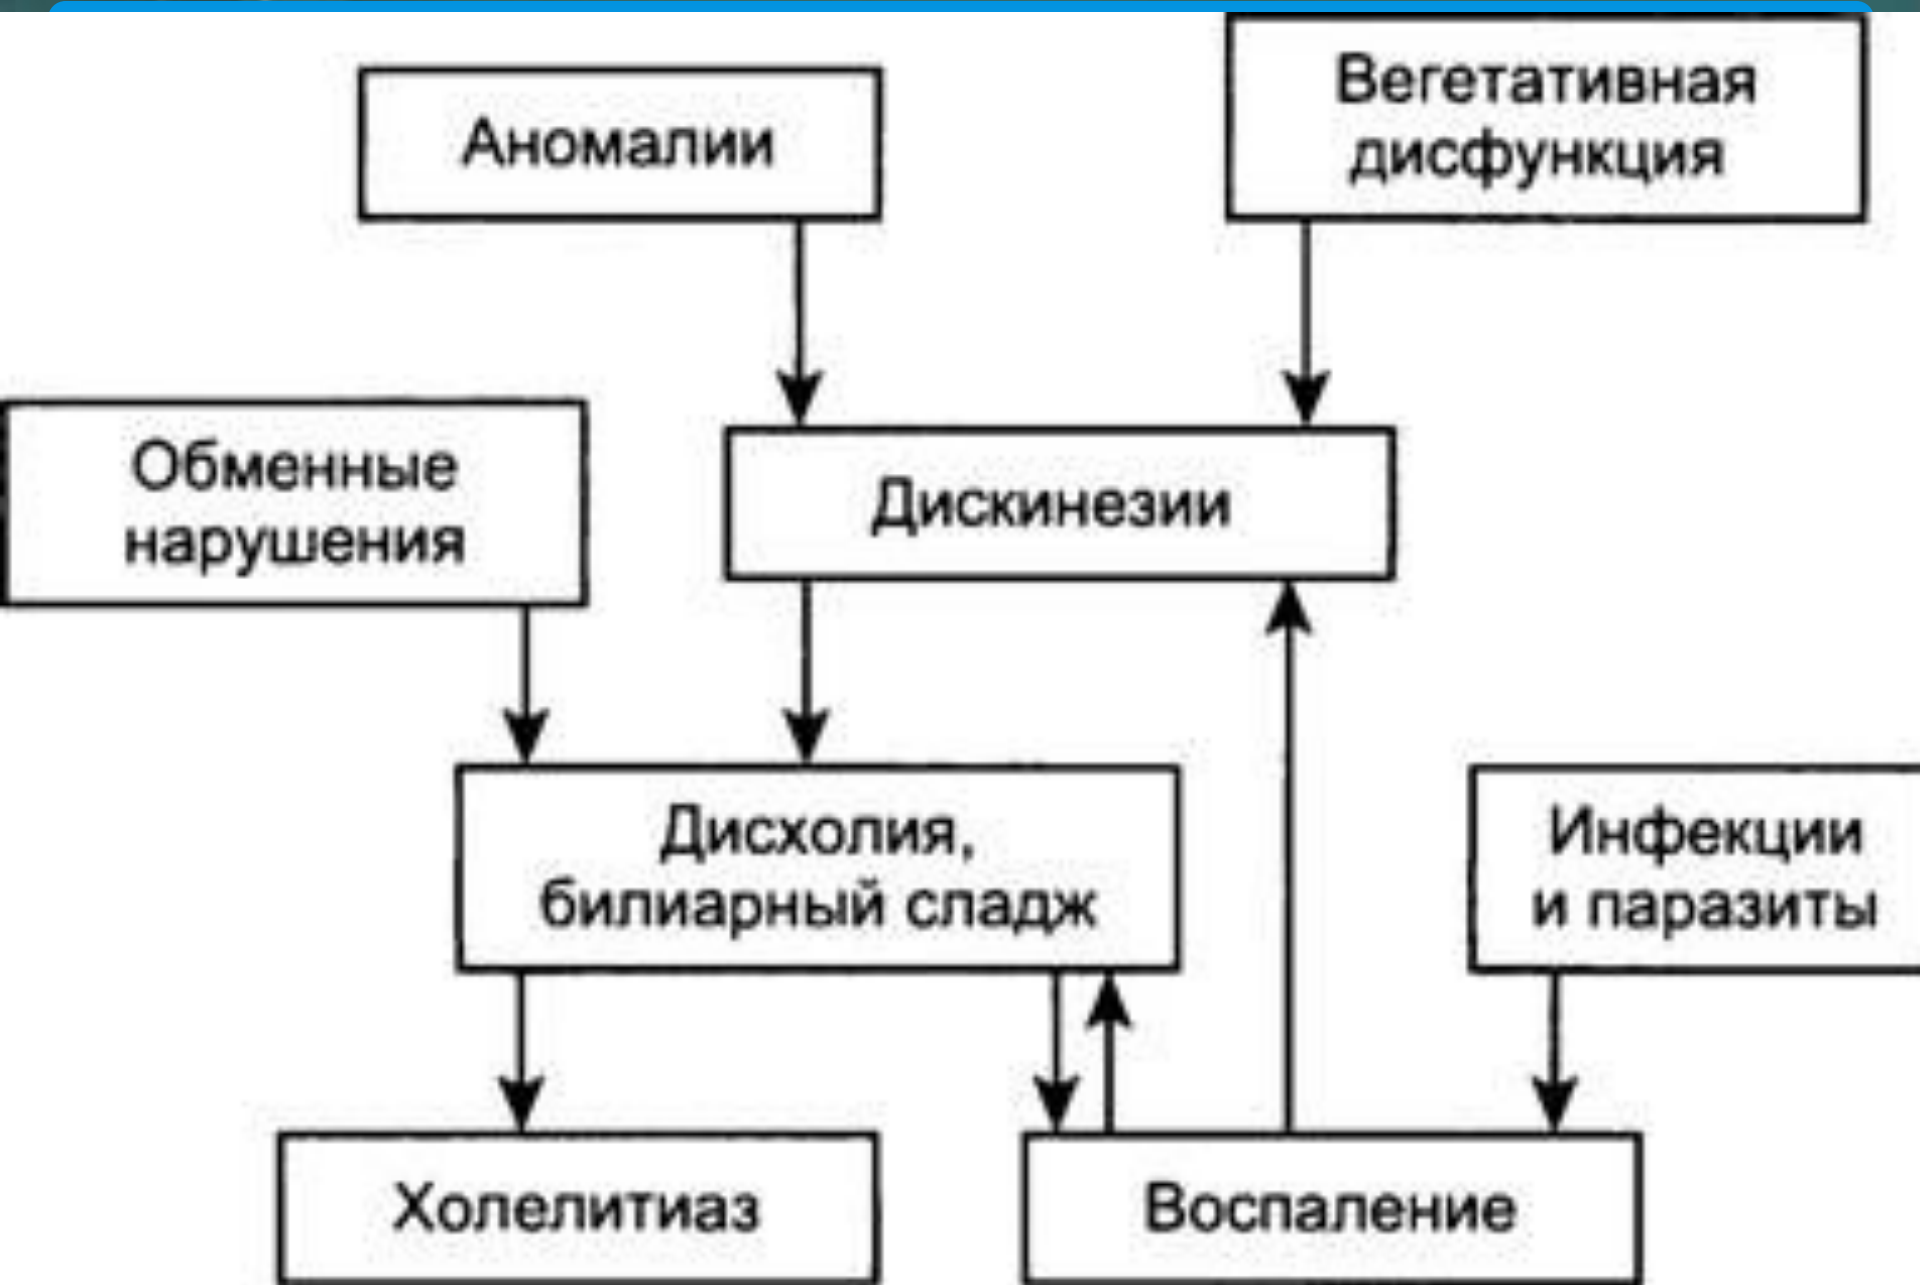 Аномалии
Вегетативная
дисфункция
Обменные
нарушения
Дискинезии
Дисхолия,
билиарный сладж
Инфекции
и паразиты
Холелитиаз
Воспаление